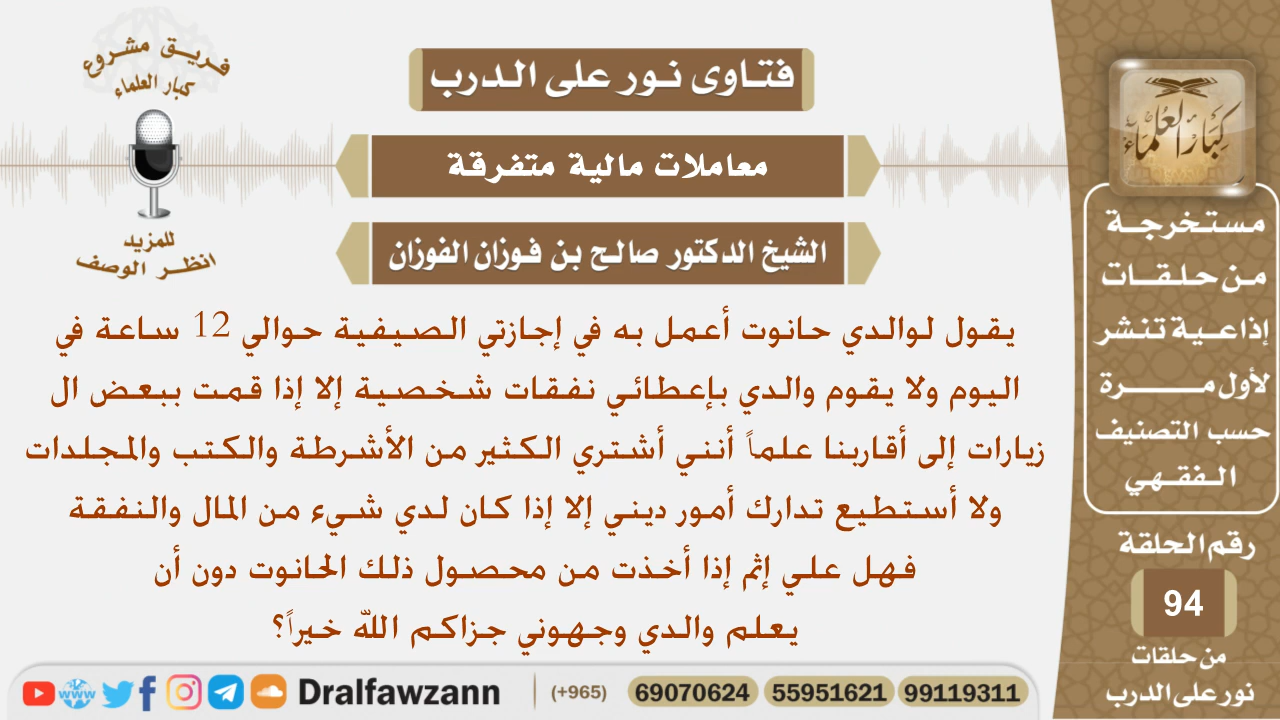 فريق مشروع
كبار العلماء
للمزيد
انظر الوصف
فتاوى نور على الدرب
معاملات مالية متفرقة
الشيخ الدكتور صالح بن فوزان الفوزان
يقول لوالدي حانوت أعمل به في إجازتي الصيفية حوالي 12 ساعة في
اليوم ولا يقوم والدي بإعطائي نفقات شخصية إلا إذا قمت ببعض ال
زيارات إلى أقاربنا علماً أنني أشتري الكثير من الأشرطة والكتب والمجلدات
ولا أستطيع تدارك أمور ديني إلا إذا كان لدي شيء من المال والنفقة
فهل علي إثم إذا أخذت من محصول ذلك الحانوت دون أن
يعلم والدي وجهوني جزاكم الله خيراً؟
كبار العلماء
مستخرجة
من حلقات
إذاعية تنشر
لأول مرة
حسب التصنيف
الفقهي
رقم الحلقة
94
من حلقات
نور على الدرب
www Dralfawzann (+965) 69070624 55951621 99119311